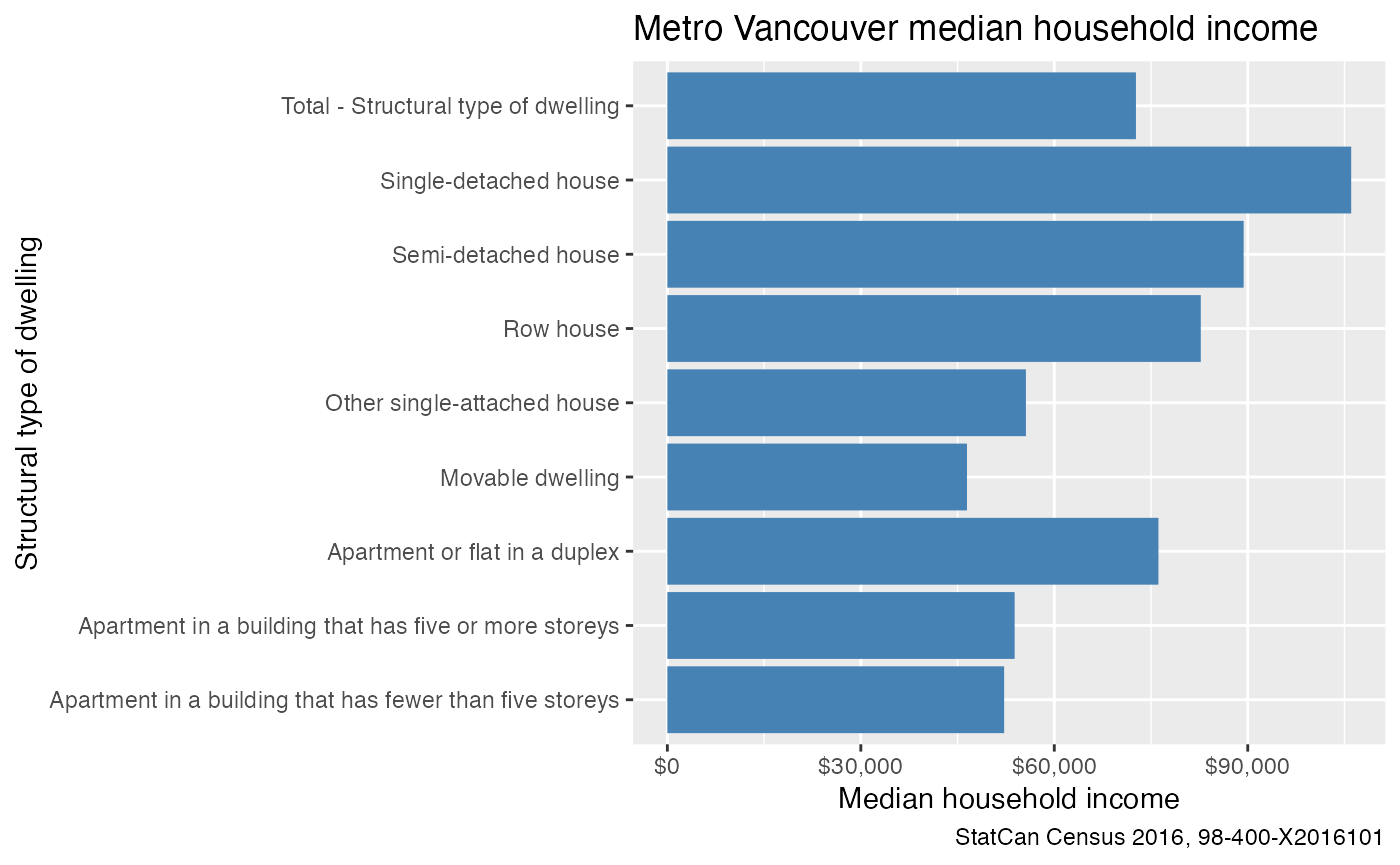 Metro Vancouver median household income
Structural type of dwelling
Total - Structural type of dwelling
Single-detached house
Semi-detached house
Row house
Other single-attached house
Movable dwelling
Apartment or flat in a duplex
Apartment in a building that has five or more storeys
Apartment in a building that has fewer than five storeys
$0 $30,000 $60,000 $90,000
Median household income
StatCan Census 2016, 98-400-X2016101